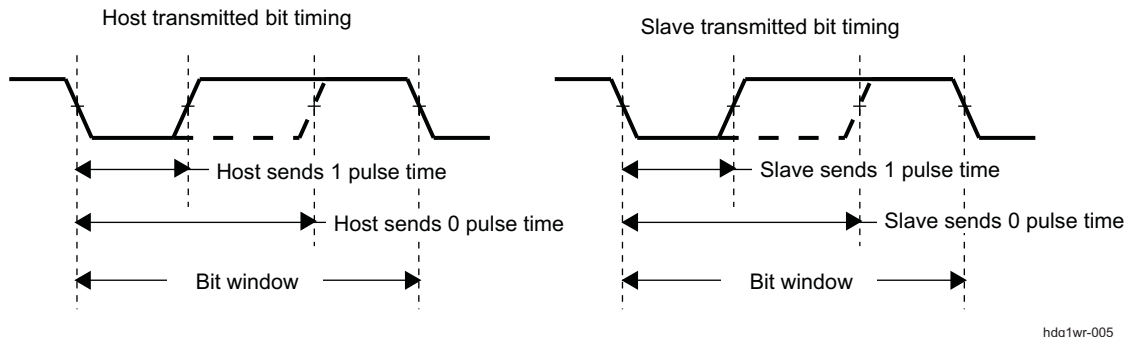 Host transmitted bit timing
Slave transmitted bit timing
Host sends 1 pulse time
Slave sends 1 pulse time
Host sends 0 pulse time
Slave sends 0 pulse time
Bit window
Bit window
hdq1wr-005